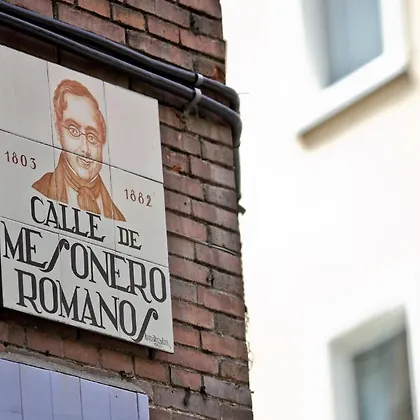 1803
1882
CALLE DE
MESONERO
ROMANOS